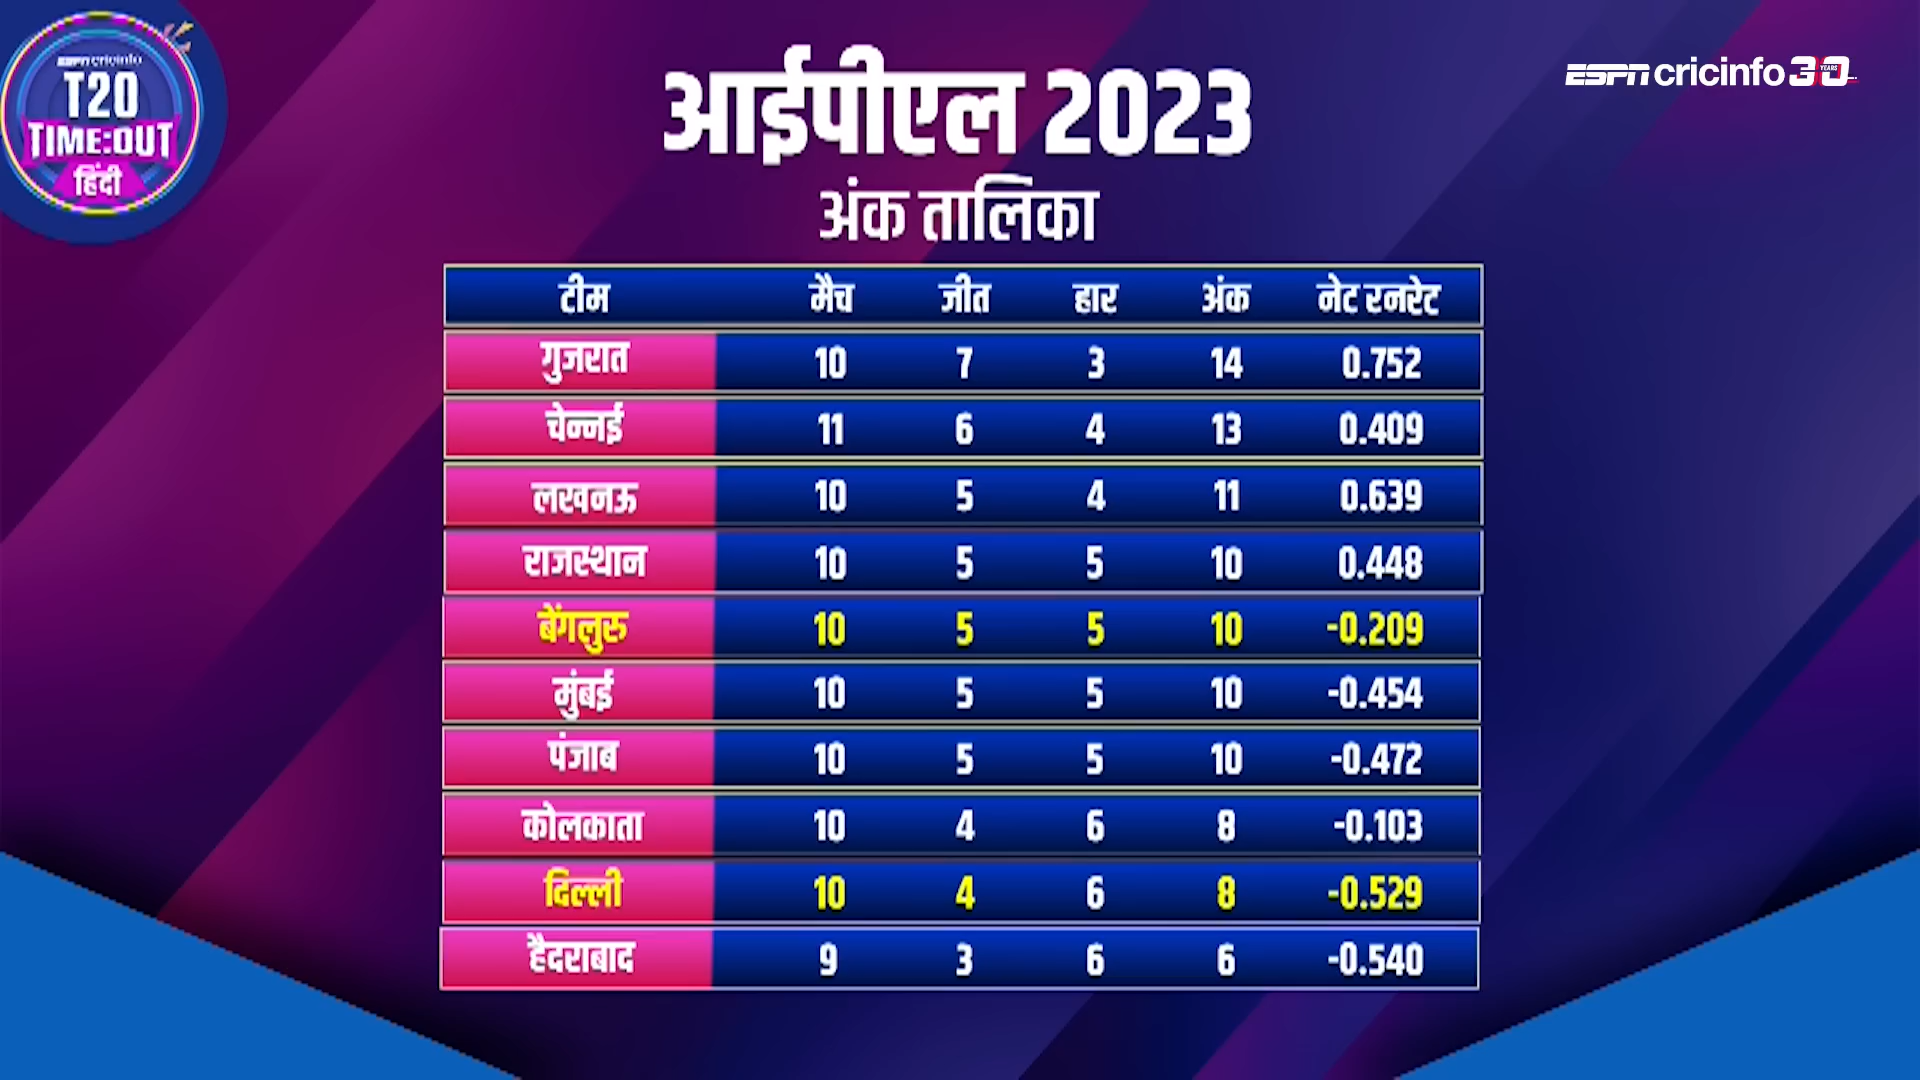 ESPNcricinfo
T20
TIME:OUT
हिंदी
ESPNcricinfo 30 YEARS
आईपीएल 2023
अंक तालिका
टीम मैच जीत हार अंक नेट रनरेट
गुजरात 10 7 3 14 0.752
चेन्नई 11 6 4 13 0.409
लखनऊ 10 5 4 11 0.639
राजस्थान 10 5 5 10 0.448
बेंगलुरु 10 5 5 10 -0.209
मुंबई 10 5 5 10 -0.454
पंजाब 10 5 5 10 -0.472
कोलकाता 10 4 6 8 -0.103
दिल्ली 10 4 6 8 -0.529
हैदराबाद 9 3 6 6 -0.540